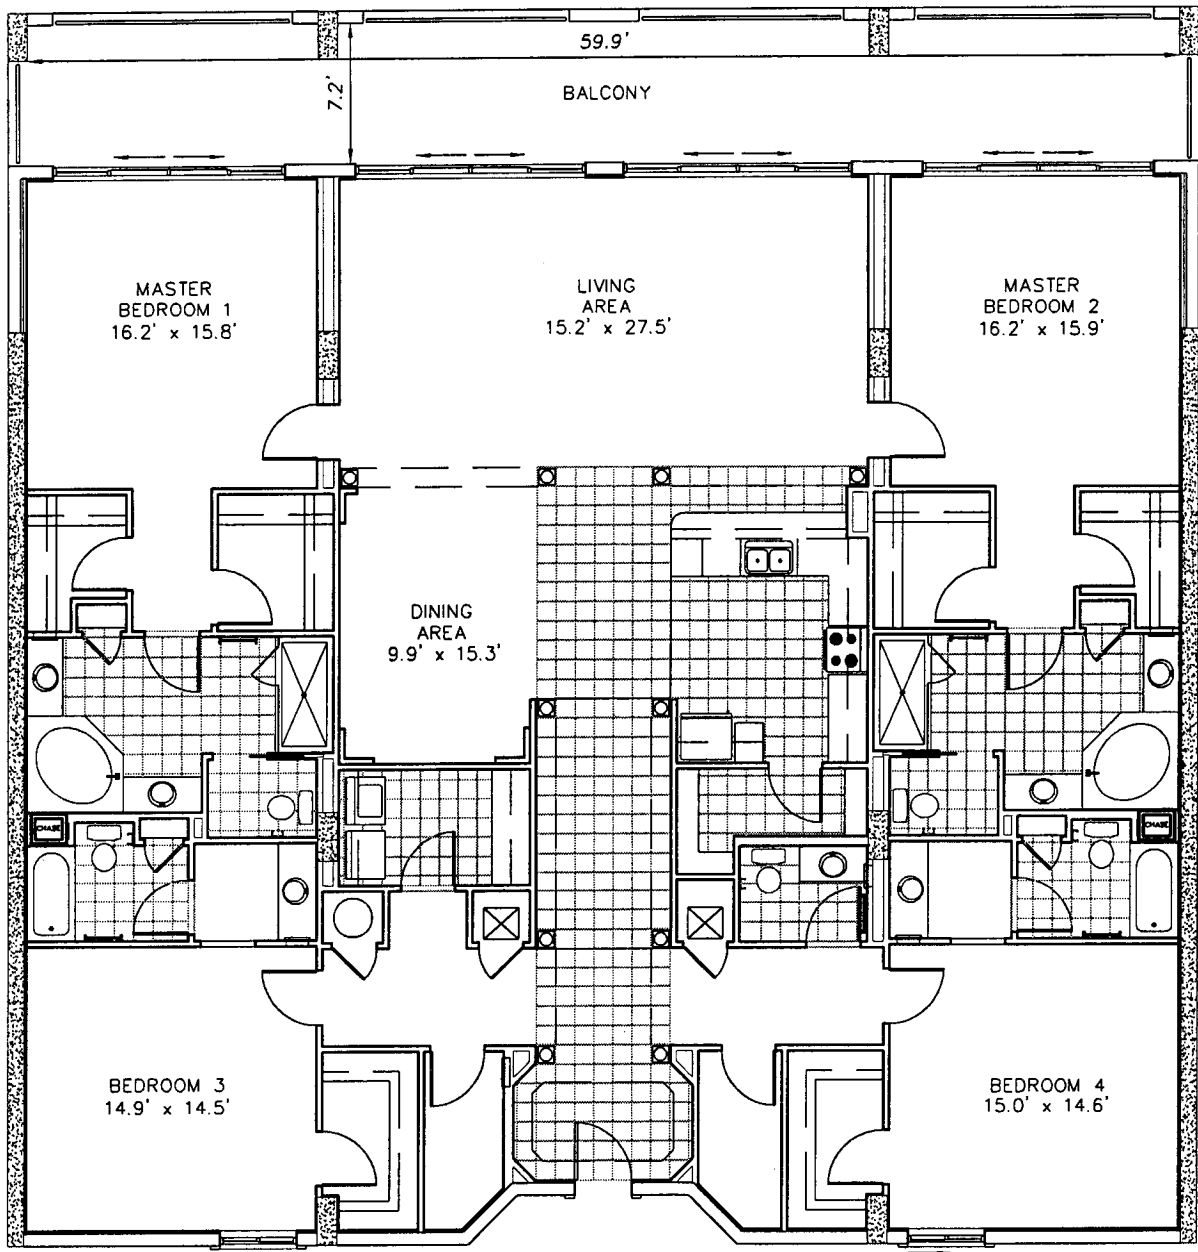 59.9'
7.2'
BALCONY
MASTER
BEDROOM 1
16.2' x 15.8'
LIVING
AREA
15.2' x 27.5'
MASTER
BEDROOM 2
16.2' x 15.9'
DINING
AREA
9.9' x 15.3'
CHASE
CHASE
BEDROOM 3
14.9' x 14.5'
BEDROOM 4
15.0' x 14.6'